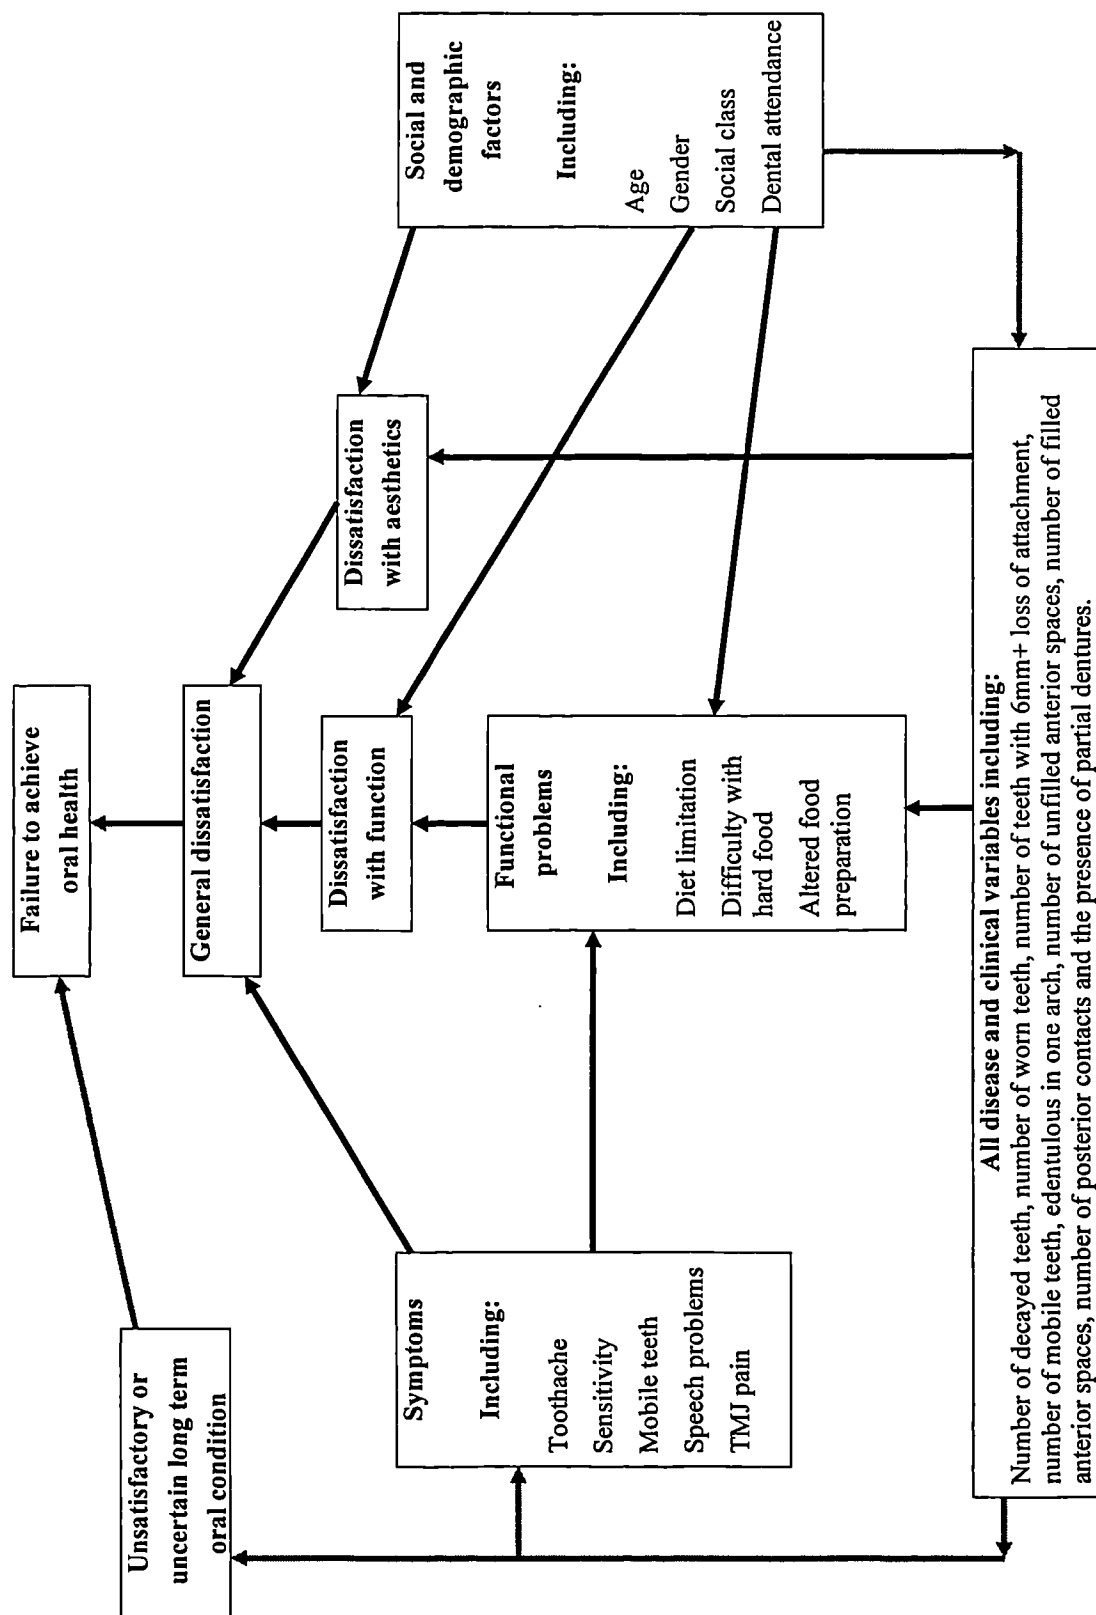 Failure to achieve
oral health
Unsatisfactory or
uncertain long term
oral condition
General dissatisfaction
Dissatisfaction
with function
Dissatisfaction
with aesthetics
Social and
demographic
factors
Including:
Age
Gender
Social class
Dental attendance
Symptoms
Including:
Toothache
Sensitivity
Mobile teeth
Speech problems
TMJ pain
Functional
problems
Including:
Diet limitation
Difficulty with
hard food
Altered food
preparation
All disease and clinical variables including:
Number of decayed teeth, number of worn teeth, number of teeth with 6mm+ loss of attachment,
number of mobile teeth, edentulous in one arch, number of unfilled anterior spaces, number of filled
anterior spaces, number of posterior contacts and the presence of partial dentures.